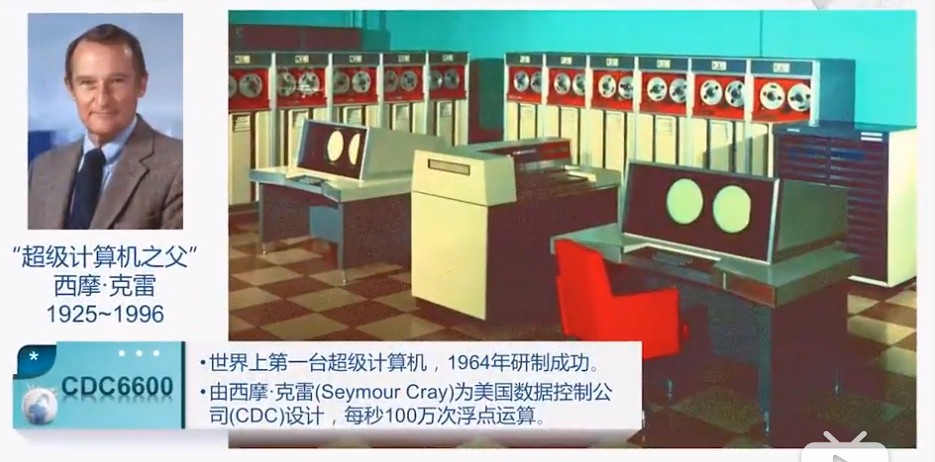 “超级计算机之父”
西摩·克雷
1925~1996
CDC6600
•世界上第一台超级计算机，1964年研制成功。
•由西摩·克雷(Seymour Cray)为美国数据控制公
司(CDC)设计，每秒100万次浮点运算。